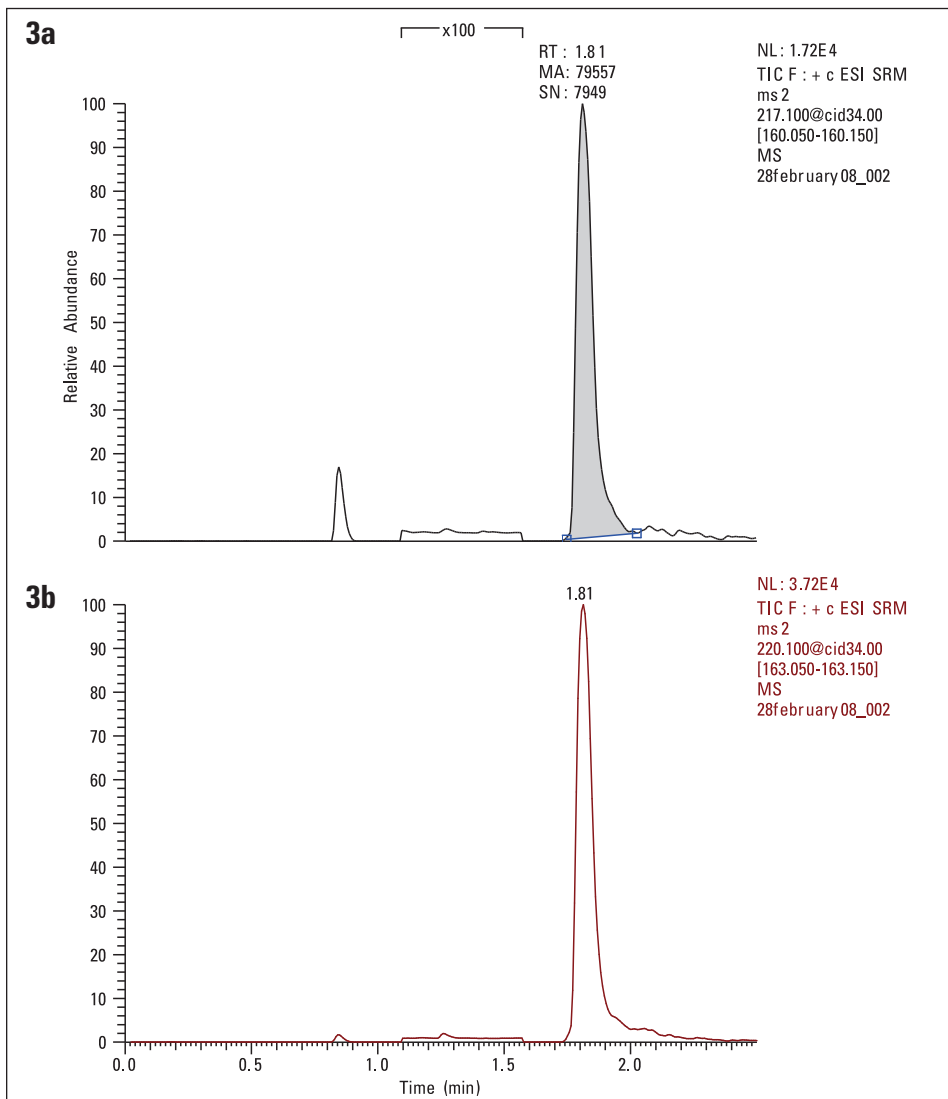 3a
x100
RT : 1.81
MA: 79557
SN: 7949
NL: 1.72E4
TIC F : + c ESI SRM
ms 2
217.100@cid34.00
[160.050-160.150]
MS
28february 08_002
100
90
80
70
60
50
40
30
20
10
0
Relative Abundance
3b
1.81
NL: 3.72E4
TIC F : + c ESI SRM
ms 2
220.100@cid34.00
[163.050-163.150]
MS
28february 08_002
100
90
80
70
60
50
40
30
20
10
0
0.0 0.5 1.0 1.5 2.0
Time (min)